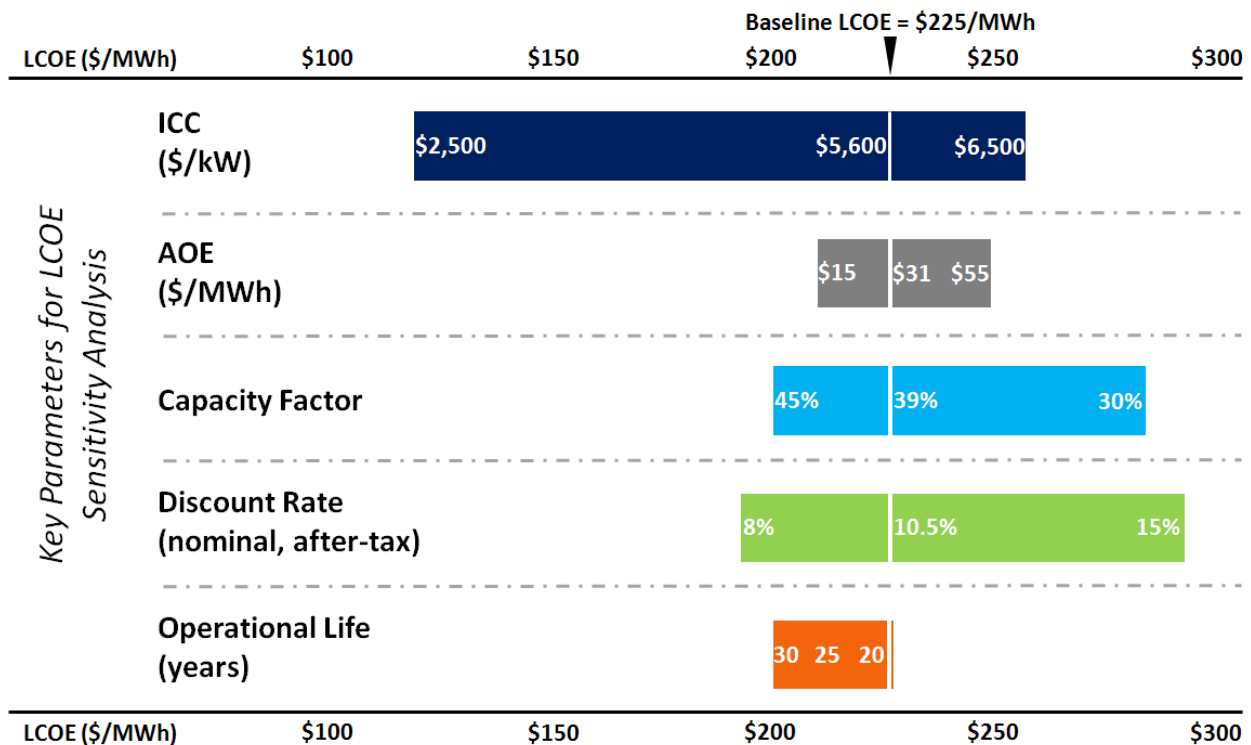 Baseline LCOE = $225/MWh
LCOE ($/MWh) $100 $150 $200 $250 $300
Key Parameters for LCOE
Sensitivity Analysis
ICC
($/kW)
$2,500 $5,600 $6,500
AOE
($/MWh)
$15 $31 $55
Capacity Factor
45% 39% 30%
Discount Rate
(nominal, after-tax)
8% 10.5% 15%
Operational Life
(years)
30 25 20
LCOE ($/MWh) $100 $150 $200 $250 $300